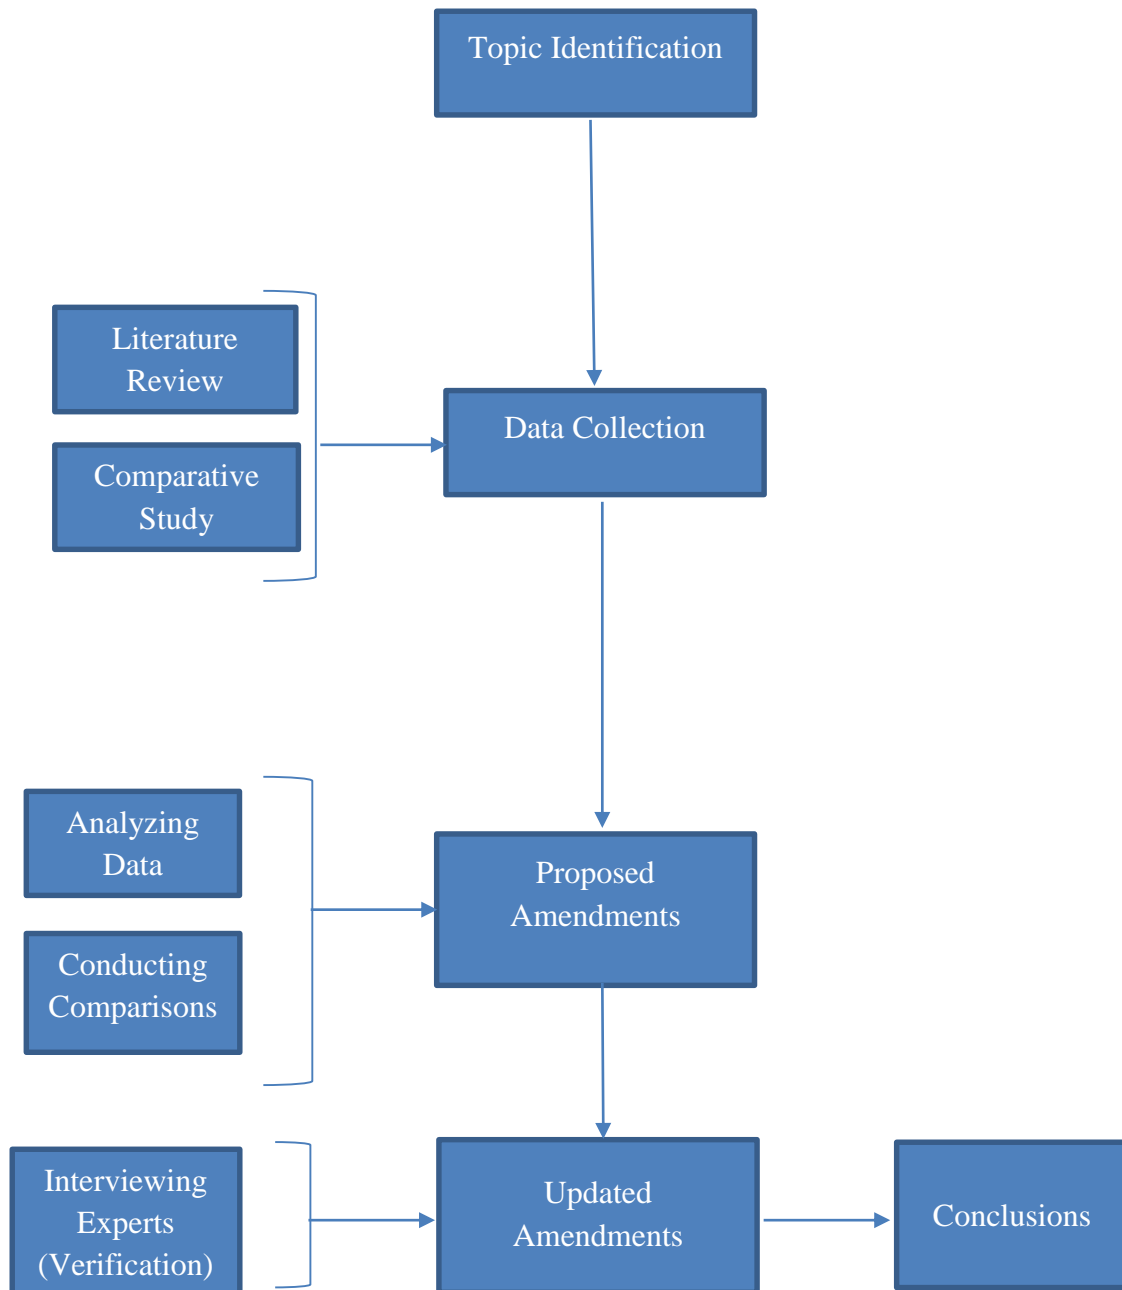 Topic Identification
Literature
Review
Data Collection
Comparative
Study
Analyzing
Data
Proposed
Amendments
Conducting
Comparisons
Interviewing
Experts
(Verification)
Updated
Amendments
Conclusions